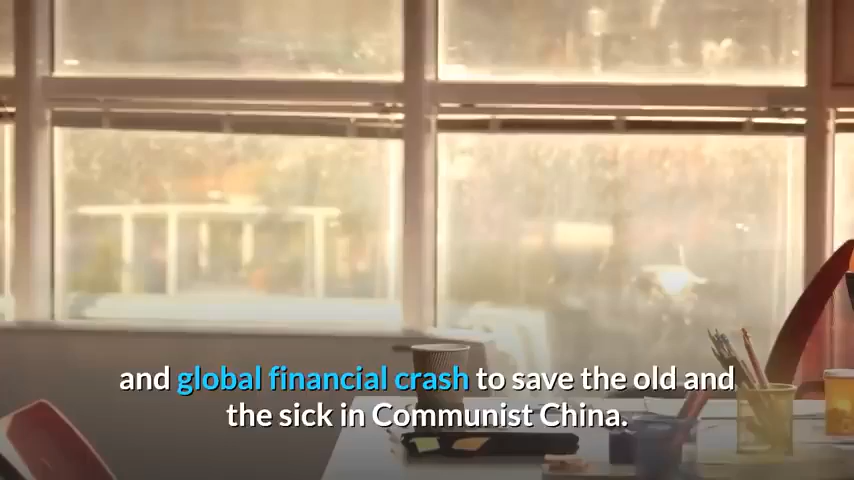 and global financial crash to save the old and
the sick in Communist China.